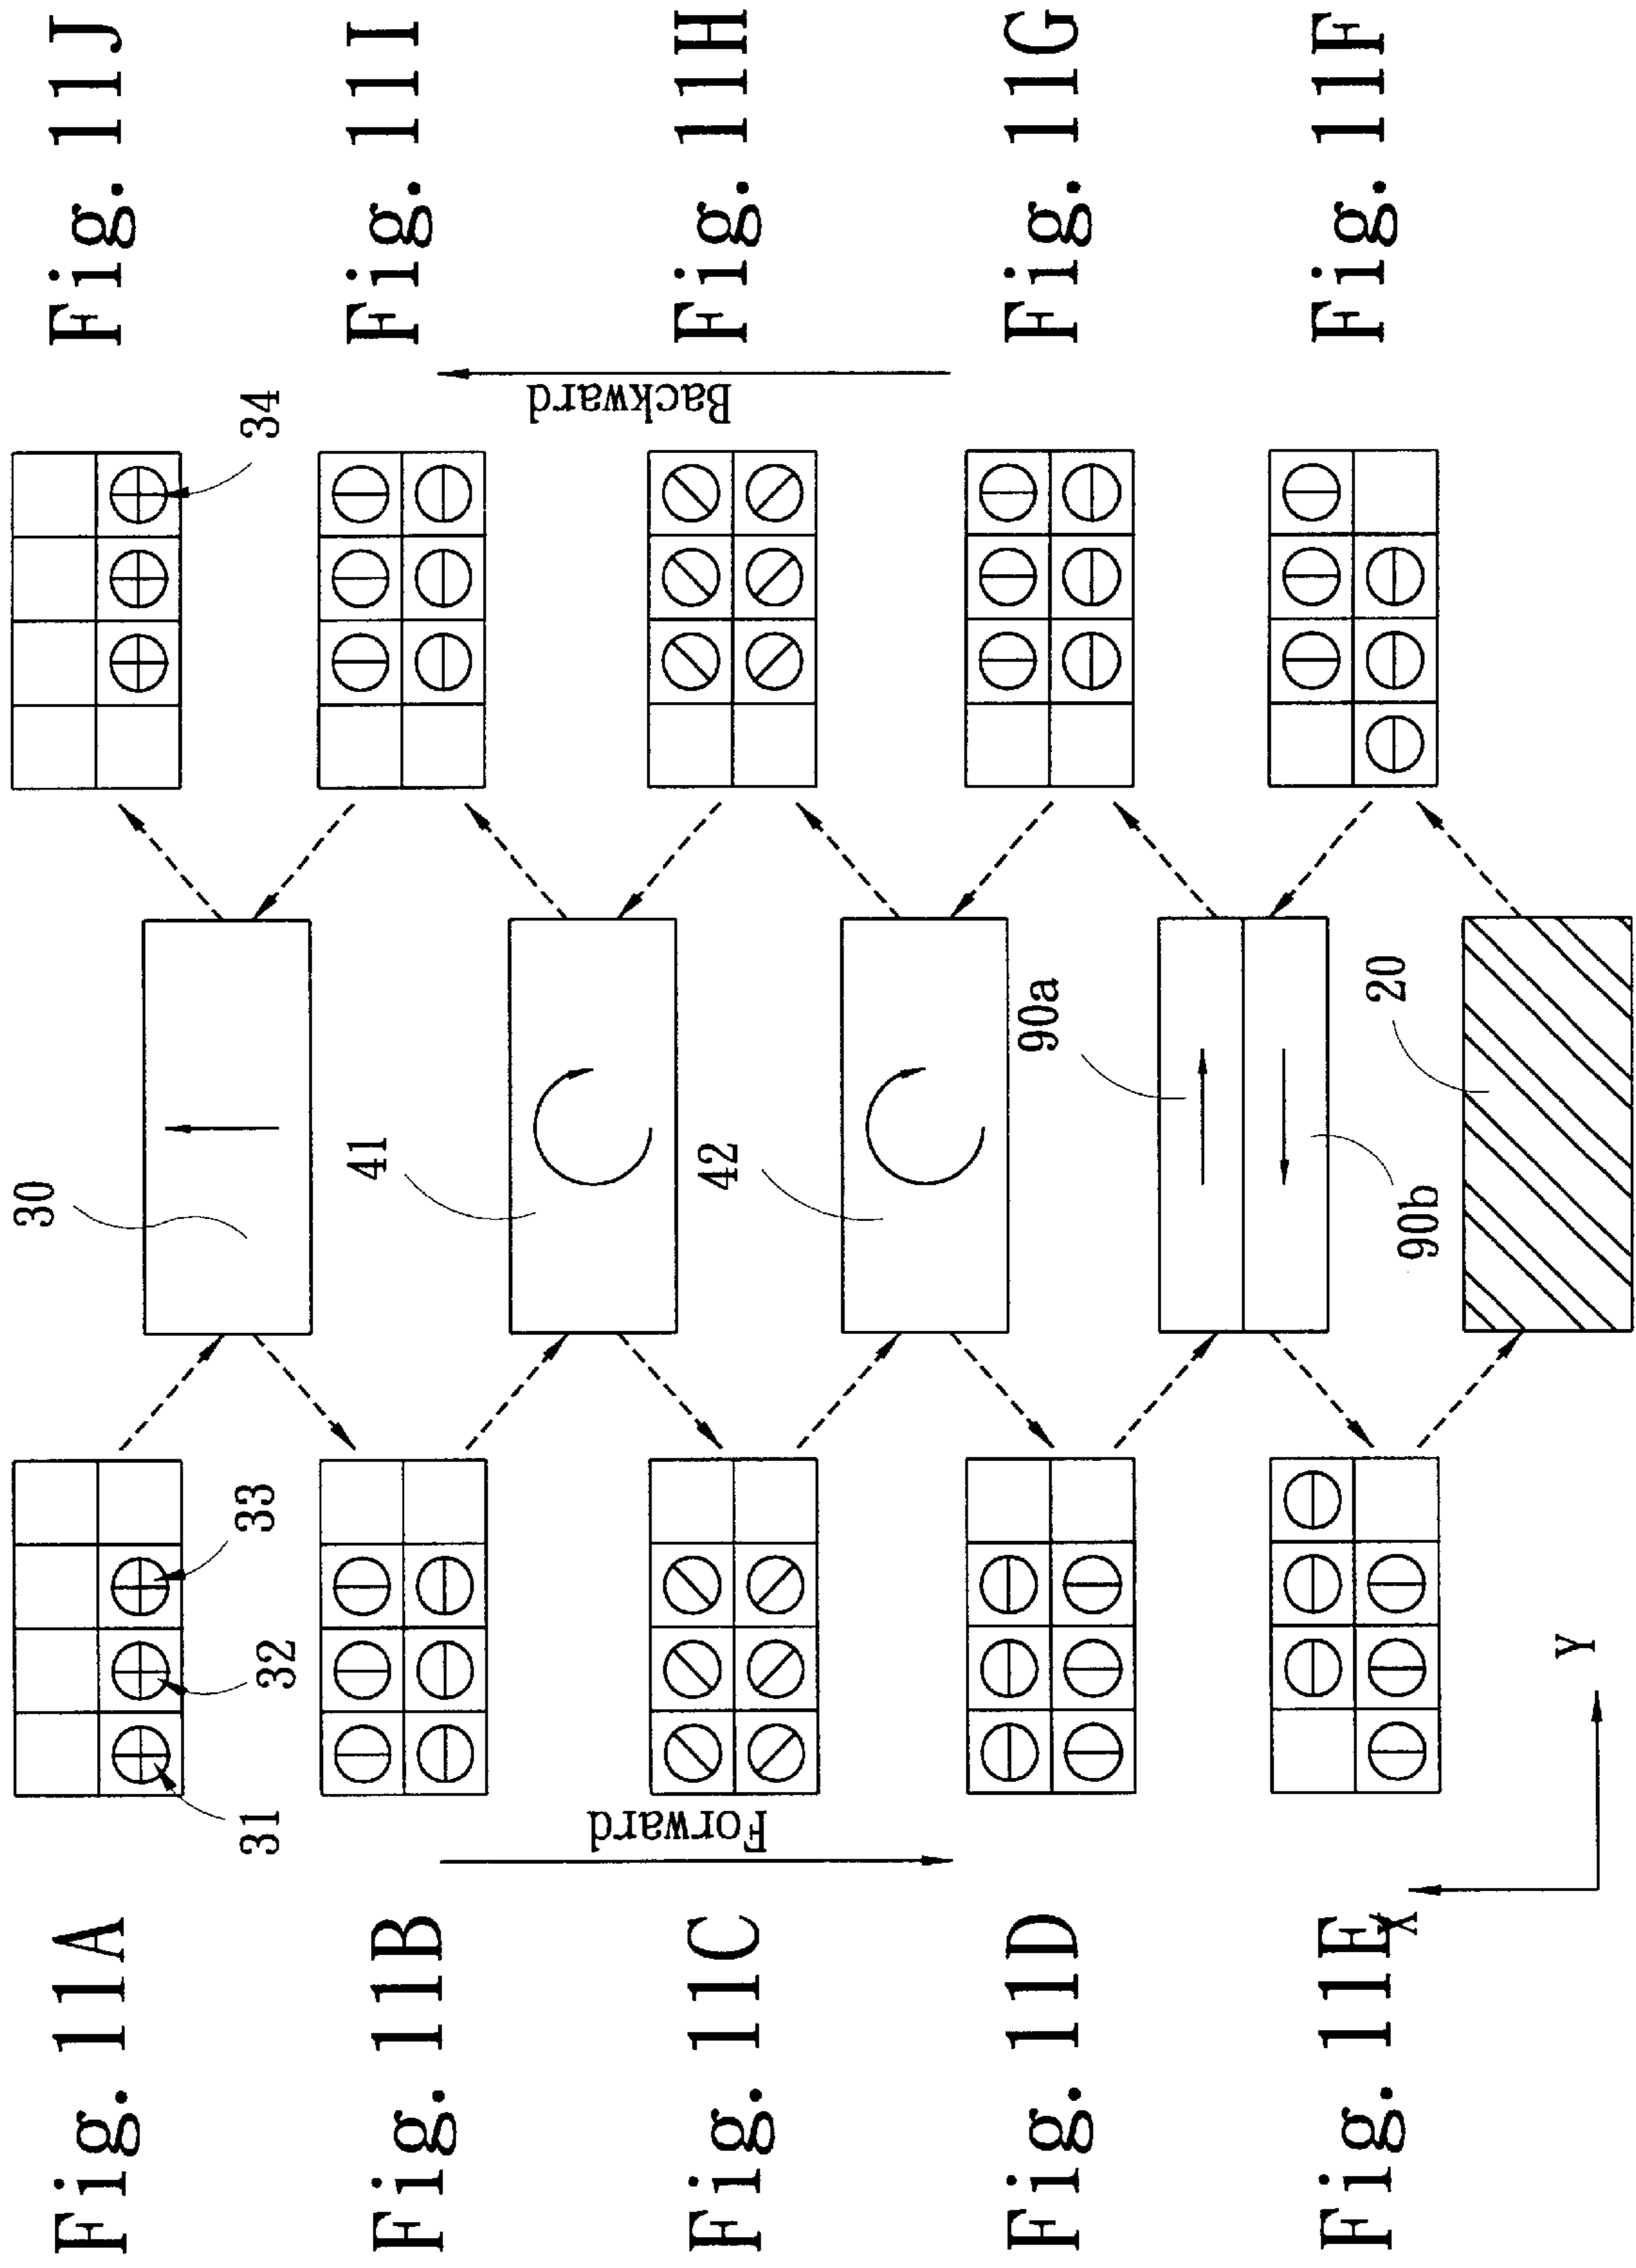 Fig. 11A
Fig. 11B
Fig. 11C
Fig. 11D
Fig. 11E
Forward
31
32
33
30
41
42
90a
90b
20
X
Y
34
Backward
Fig. 11J
Fig. 11I
Fig. 11H
Fig. 11G
Fig. 11F